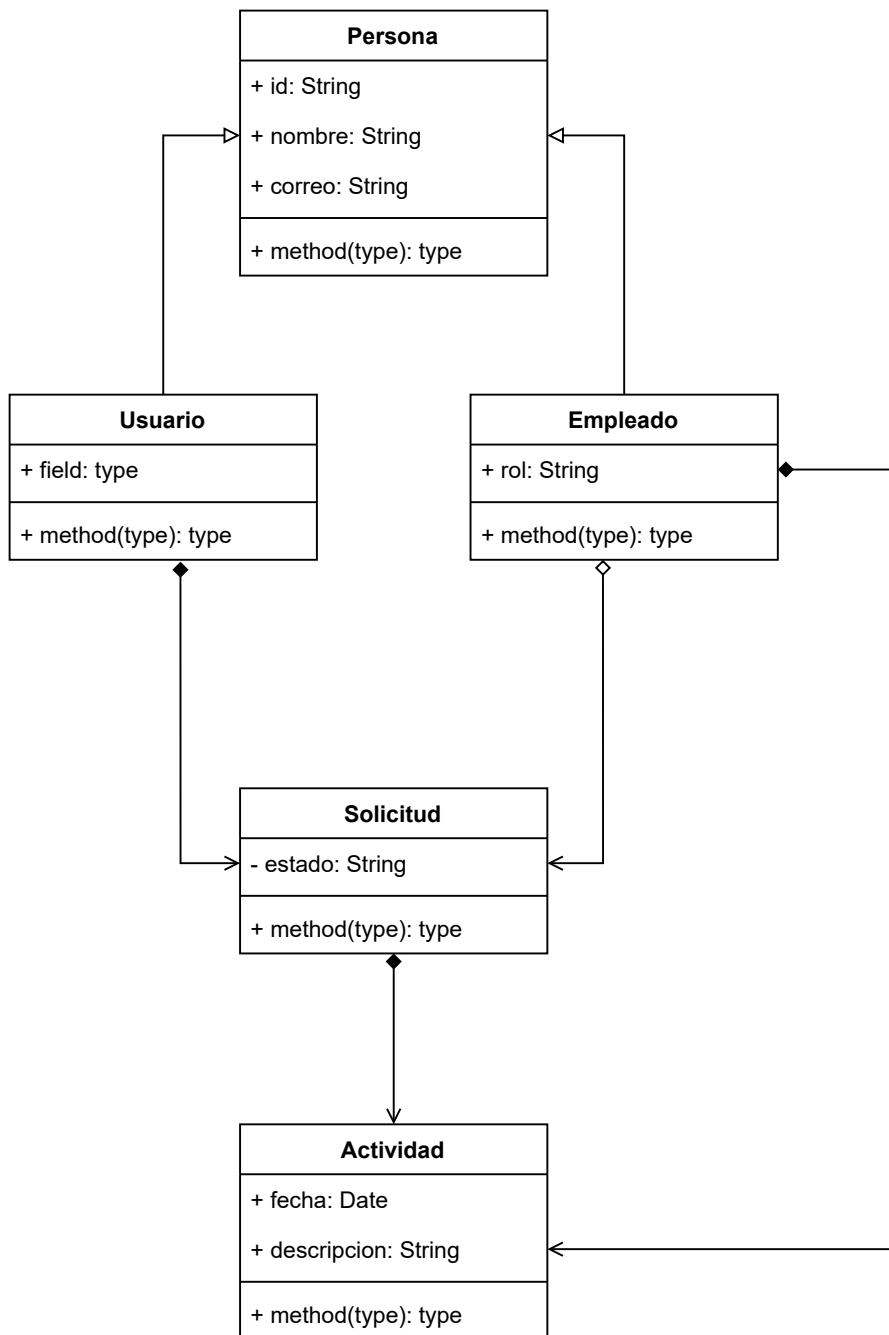 Persona
+ id: String
+ nombre: String
+ correo: String
+ method(type): type
Usuario
+ field: type
+ method(type): type
Empleado
+ rol: String
+ method(type): type
Solicitud
- estado: String
+ method(type): type
Actividad
+ fecha: Date
+ descripcion: String
+ method(type): type